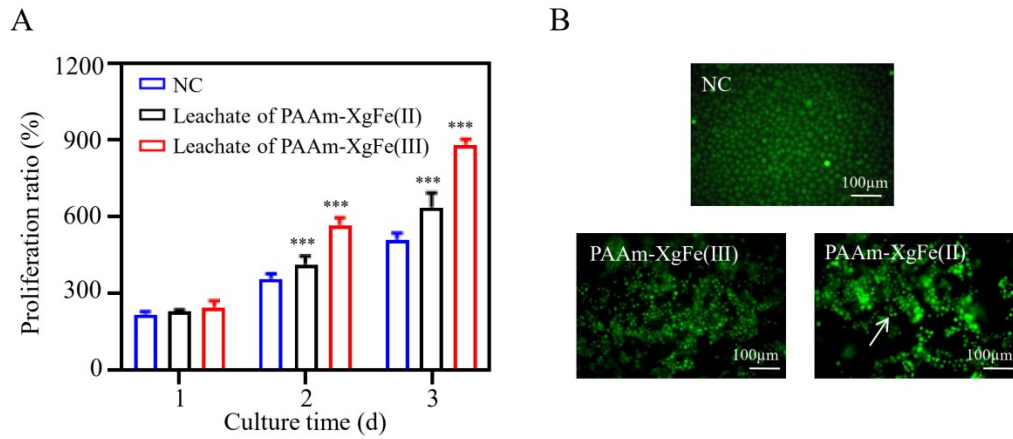 A
B
1200
900
600
300
0
Proliferation ratio (%)
NC
Leachate of PAAm-XgFe(II)
Leachate of PAAm-XgFe(III)
***
***
***
***
1
2
3
Culture time (d)
NC
100μm
PAAm-XgFe(III)
100μm
PAAm-XgFe(II)
100μm